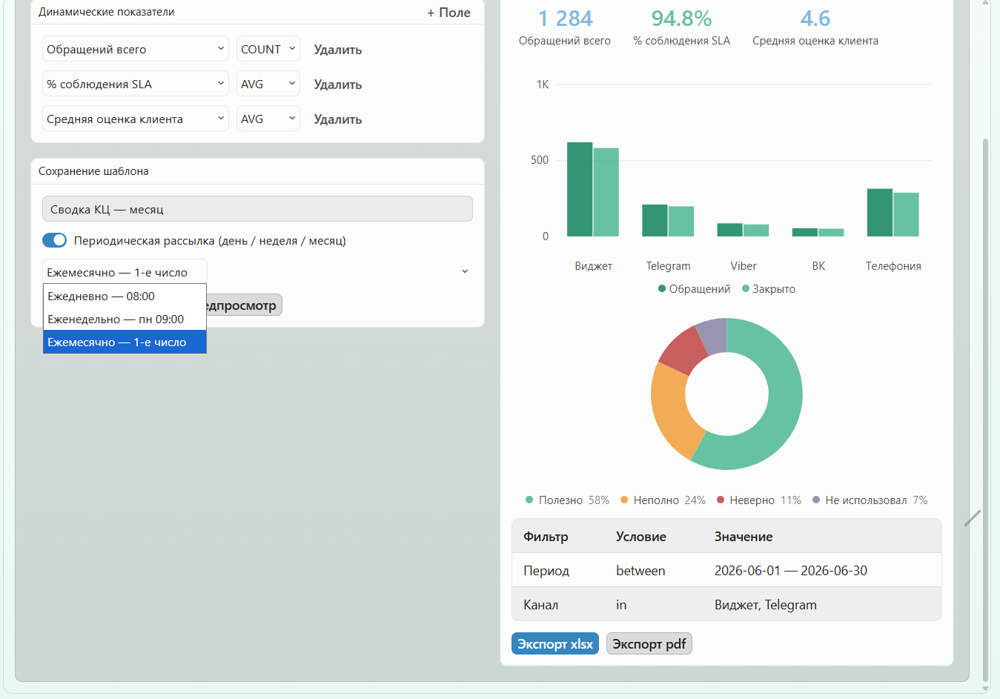 Динамические показатели
+ Поле
Обращений всего COUNT Удалить
% соблюдения SLA AVG Удалить
Средняя оценка клиента AVG Удалить
Сохранение шаблона
Сводка КЦ — месяц
Периодическая рассылка (день / неделя / месяц)
Ежемесячно — 1-е число
Ежедневно — 08:00
Еженедельно — пн 09:00
Ежемесячно — 1-е число
едпросмотр
1 284 94.8% 4.6
Обращений всего % соблюдения SLA Средняя оценка клиента
1K
500
0
Виджет Telegram Viber ВК Телефония
Обращений Закрыто
Полезно 58% Неполно 24% Неверно 11% Не использовал 7%
Фильтр Условие Значение
Период between 2026-06-01 — 2026-06-30
Канал in Виджет, Telegram
Экспорт xlsx Экспорт pdf